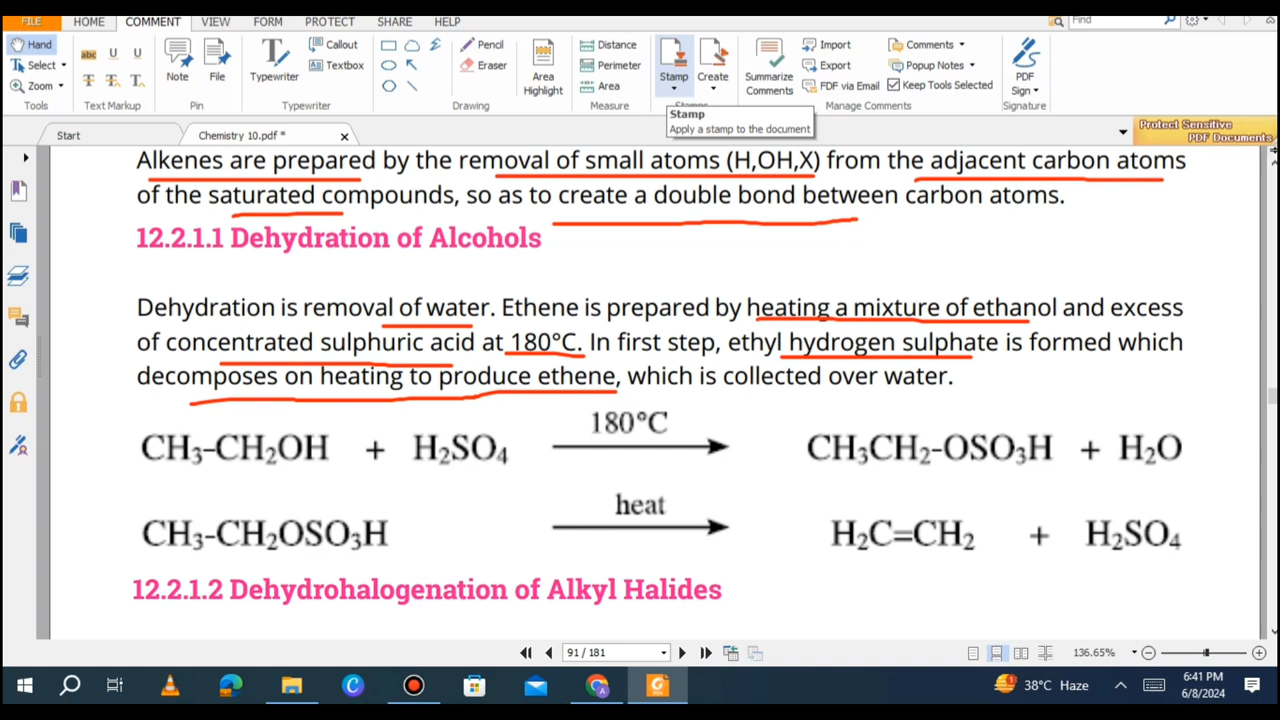 FILE HOME COMMENT VIEW FORM PROTECT SHARE HELP Find
Hand
Select
Zoom
Tools
abc U U
T T T
Text Markup
Note File
Pin
Typewriter
Callout
Textbox
Typewriter
Pencil
Eraser
Drawing
Area Highlight
Distance
Perimeter
Area
Measure
Stamp Create
Stamps
Summarize Comments
Import
Export
FDF via Email
Comments
Popup Notes
Keep Tools Selected
Manage Comments
PDF Sign
Signature
Stamp
Apply a stamp to the document
Start Chemistry 10.pdf *
Protect Sensitive
PDF Documents
Alkenes are prepared by the removal of small atoms (H,OH,X) from the adjacent carbon atoms
of the saturated compounds, so as to create a double bond between carbon atoms.
12.2.1.1 Dehydration of Alcohols
Dehydration is removal of water. Ethene is prepared by heating a mixture of ethanol and excess
of concentrated sulphuric acid at 180°C. In first step, ethyl hydrogen sulphate is formed which
decomposes on heating to produce ethene, which is collected over water.
180°C
CH₃-CH₂OH + H₂SO₄ ⟶ CH₃CH₂-OSO₃H + H₂O
heat
CH₃-CH₂OSO₃H ⟶ H₂C=CH₂ + H₂SO₄
12.2.1.2 Dehydrohalogenation of Alkyl Halides
91 / 181 136.65%
38°C Haze
6:41 PM
6/8/2024